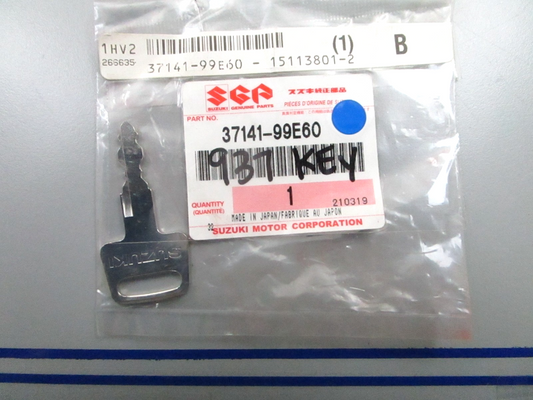 1HV2
(1)
B
266635
37141-99E60 - 15113801-2
SGP
SUZUKI GENUINE PARTS
スズキ純正部品
PIÈCES D'ORIGINE DE
PART NO.
37141-99E60
937 KEY
QUANTITY
(QUANTITÉ)
1
210319
MADE IN JAPAN/FABRIQUE AU JAPON
SUZUKI MOTOR CORPORATION
SUZUKI